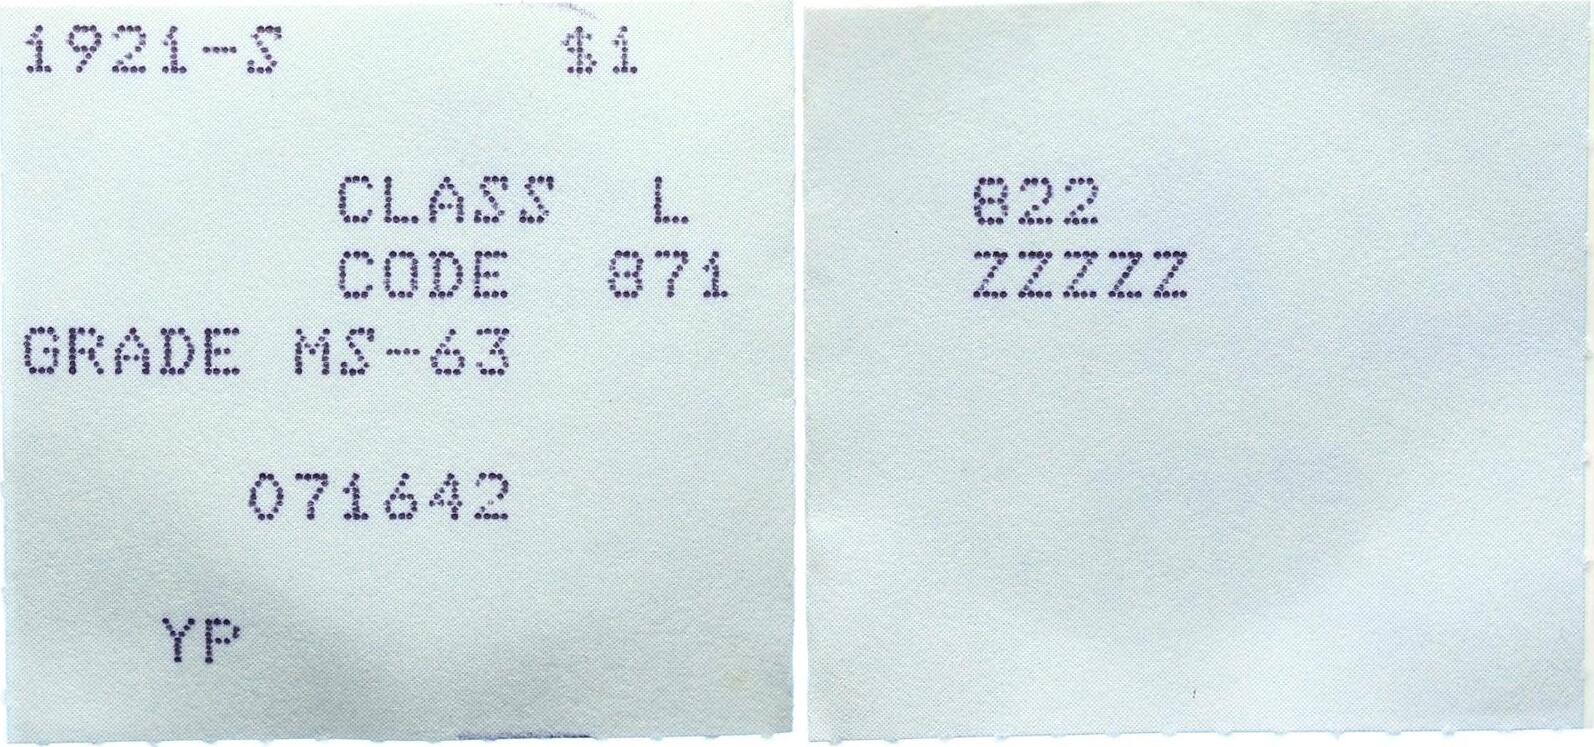 1921-S $1
CLASS L
CODE 871
GRADE MS-63
071642
YP
822
ZZZZZ